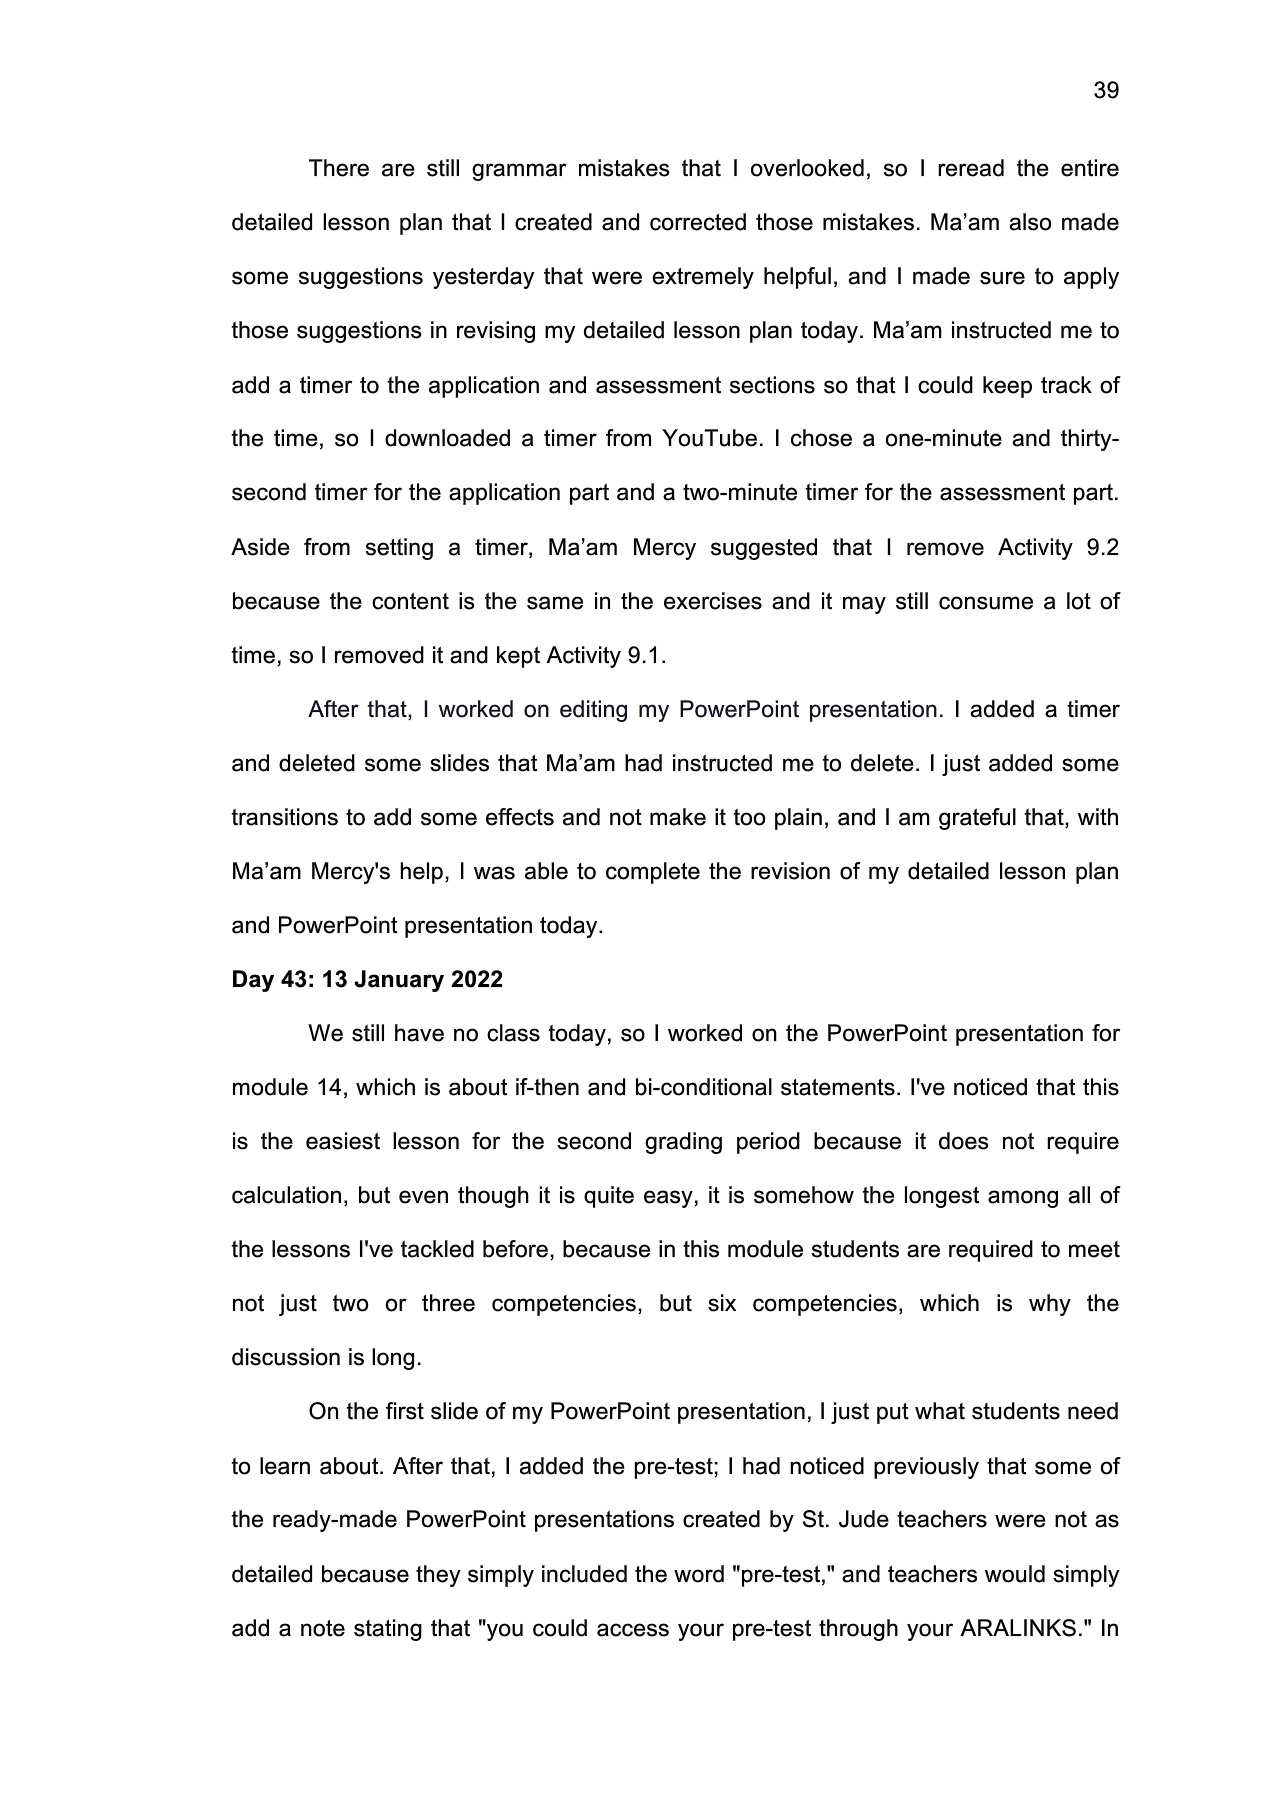 39
There are still grammar mistakes that I overlooked, so I reread the entire
detailed lesson plan that I created and corrected those mistakes. Ma’am also made
some suggestions yesterday that were extremely helpful, and I made sure to apply
those suggestions in revising my detailed lesson plan today. Ma’am instructed me to
add a timer to the application and assessment sections so that I could keep track of
the time, so I downloaded a timer from YouTube. I chose a one-minute and thirty-
second timer for the application part and a two-minute timer for the assessment part.
Aside from setting a timer, Ma’am Mercy suggested that I remove Activity 9.2
because the content is the same in the exercises and it may still consume a lot of
time, so I removed it and kept Activity 9.1.
After that, I worked on editing my PowerPoint presentation. I added a timer
and deleted some slides that Ma’am had instructed me to delete. I just added some
transitions to add some effects and not make it too plain, and I am grateful that, with
Ma’am Mercy's help, I was able to complete the revision of my detailed lesson plan
and PowerPoint presentation today.
Day 43: 13 January 2022
We still have no class today, so I worked on the PowerPoint presentation for
module 14, which is about if-then and bi-conditional statements. I've noticed that this
is the easiest lesson for the second grading period because it does not require
calculation, but even though it is quite easy, it is somehow the longest among all of
the lessons I've tackled before, because in this module students are required to meet
not just two or three competencies, but six competencies, which is why the
discussion is long.
On the first slide of my PowerPoint presentation, I just put what students need
to learn about. After that, I added the pre-test; I had noticed previously that some of
the ready-made PowerPoint presentations created by St. Jude teachers were not as
detailed because they simply included the word "pre-test," and teachers would simply
add a note stating that "you could access your pre-test through your ARALINKS." In